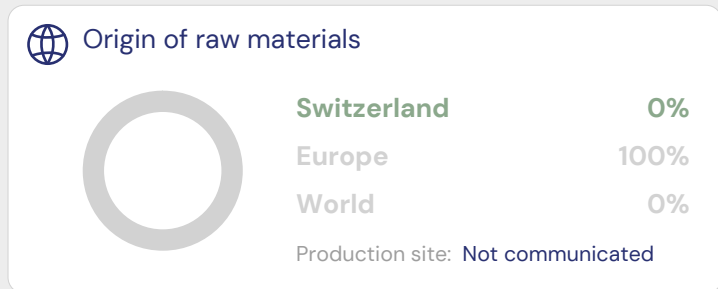 Origin of raw materials
Switzerland 0%
Europe 100%
World 0%
Production site: Not communicated